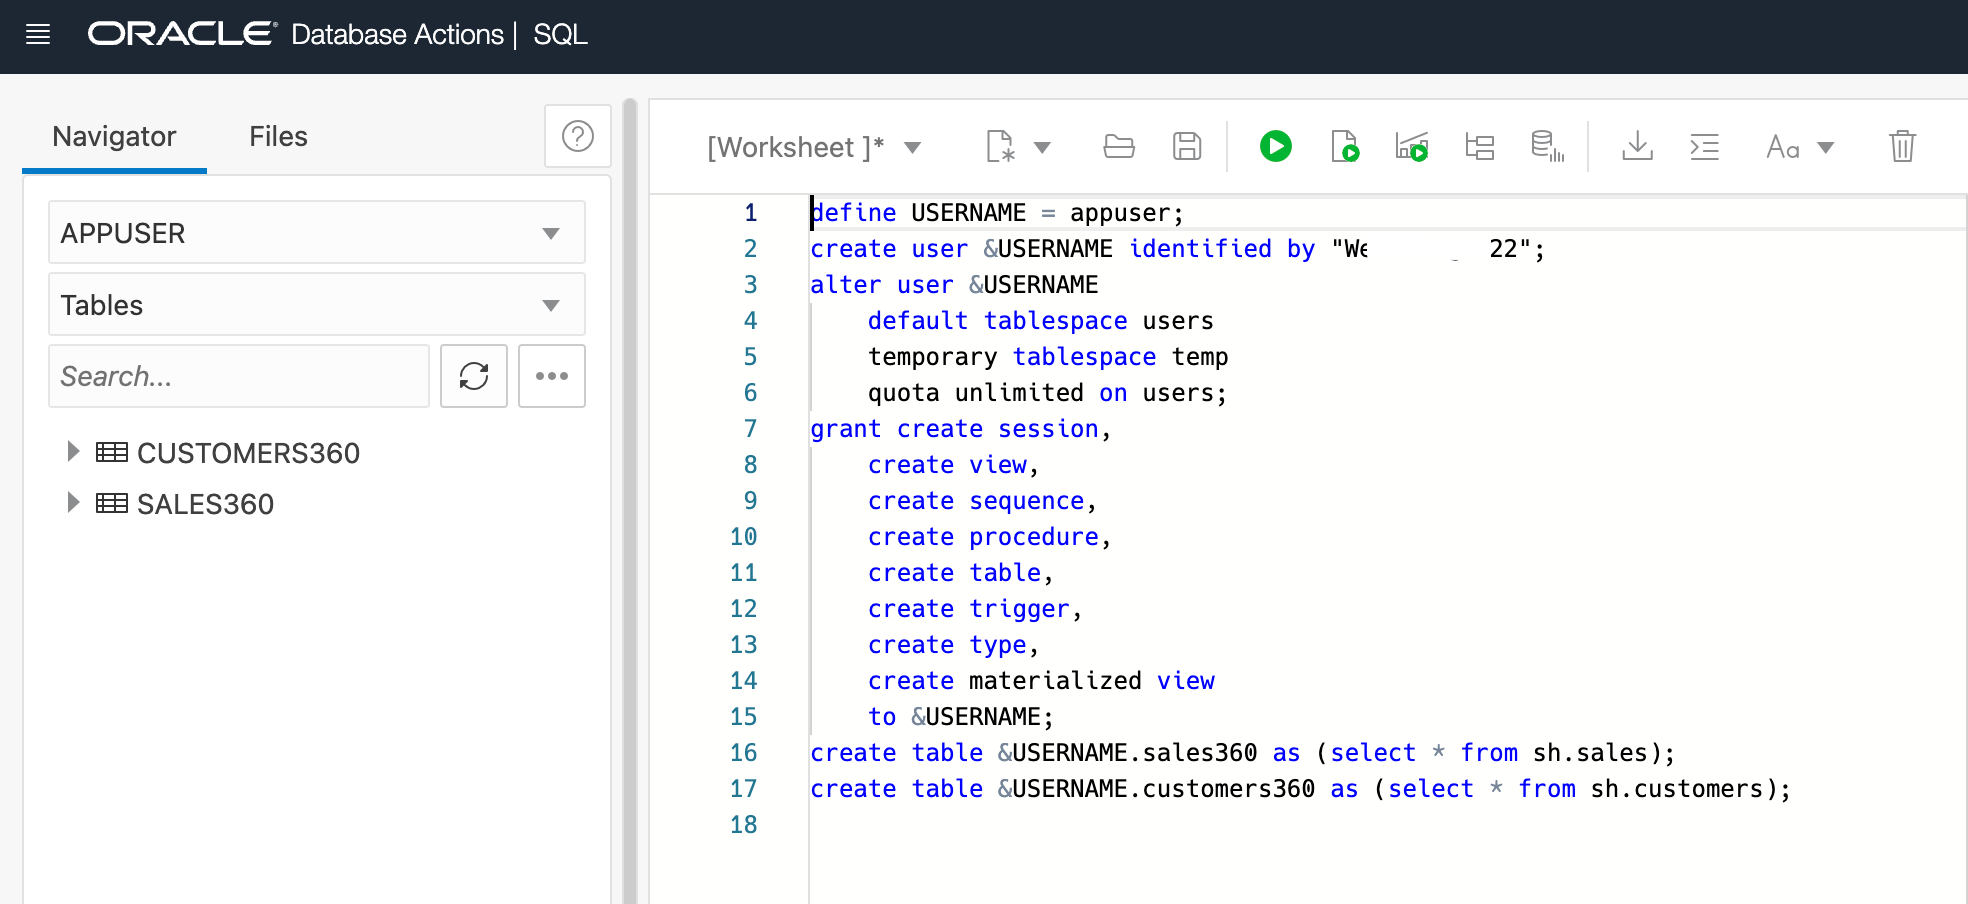 ORACLE Database Actions | SQL
Navigator Files
APPUSER
Tables
Search...
CUSTOMERS360
SALES360
[Worksheet ]*
Aa
1 define USERNAME = appuser;
2 create user &USERNAME identified by "We 22";
3 alter user &USERNAME
4 default tablespace users
5 temporary tablespace temp
6 quota unlimited on users;
7 grant create session,
8 create view,
9 create sequence,
10 create procedure,
11 create table,
12 create trigger,
13 create type,
14 create materialized view
15 to &USERNAME;
16 create table &USERNAME.sales360 as (select * from sh.sales);
17 create table &USERNAME.customers360 as (select * from sh.customers);
18